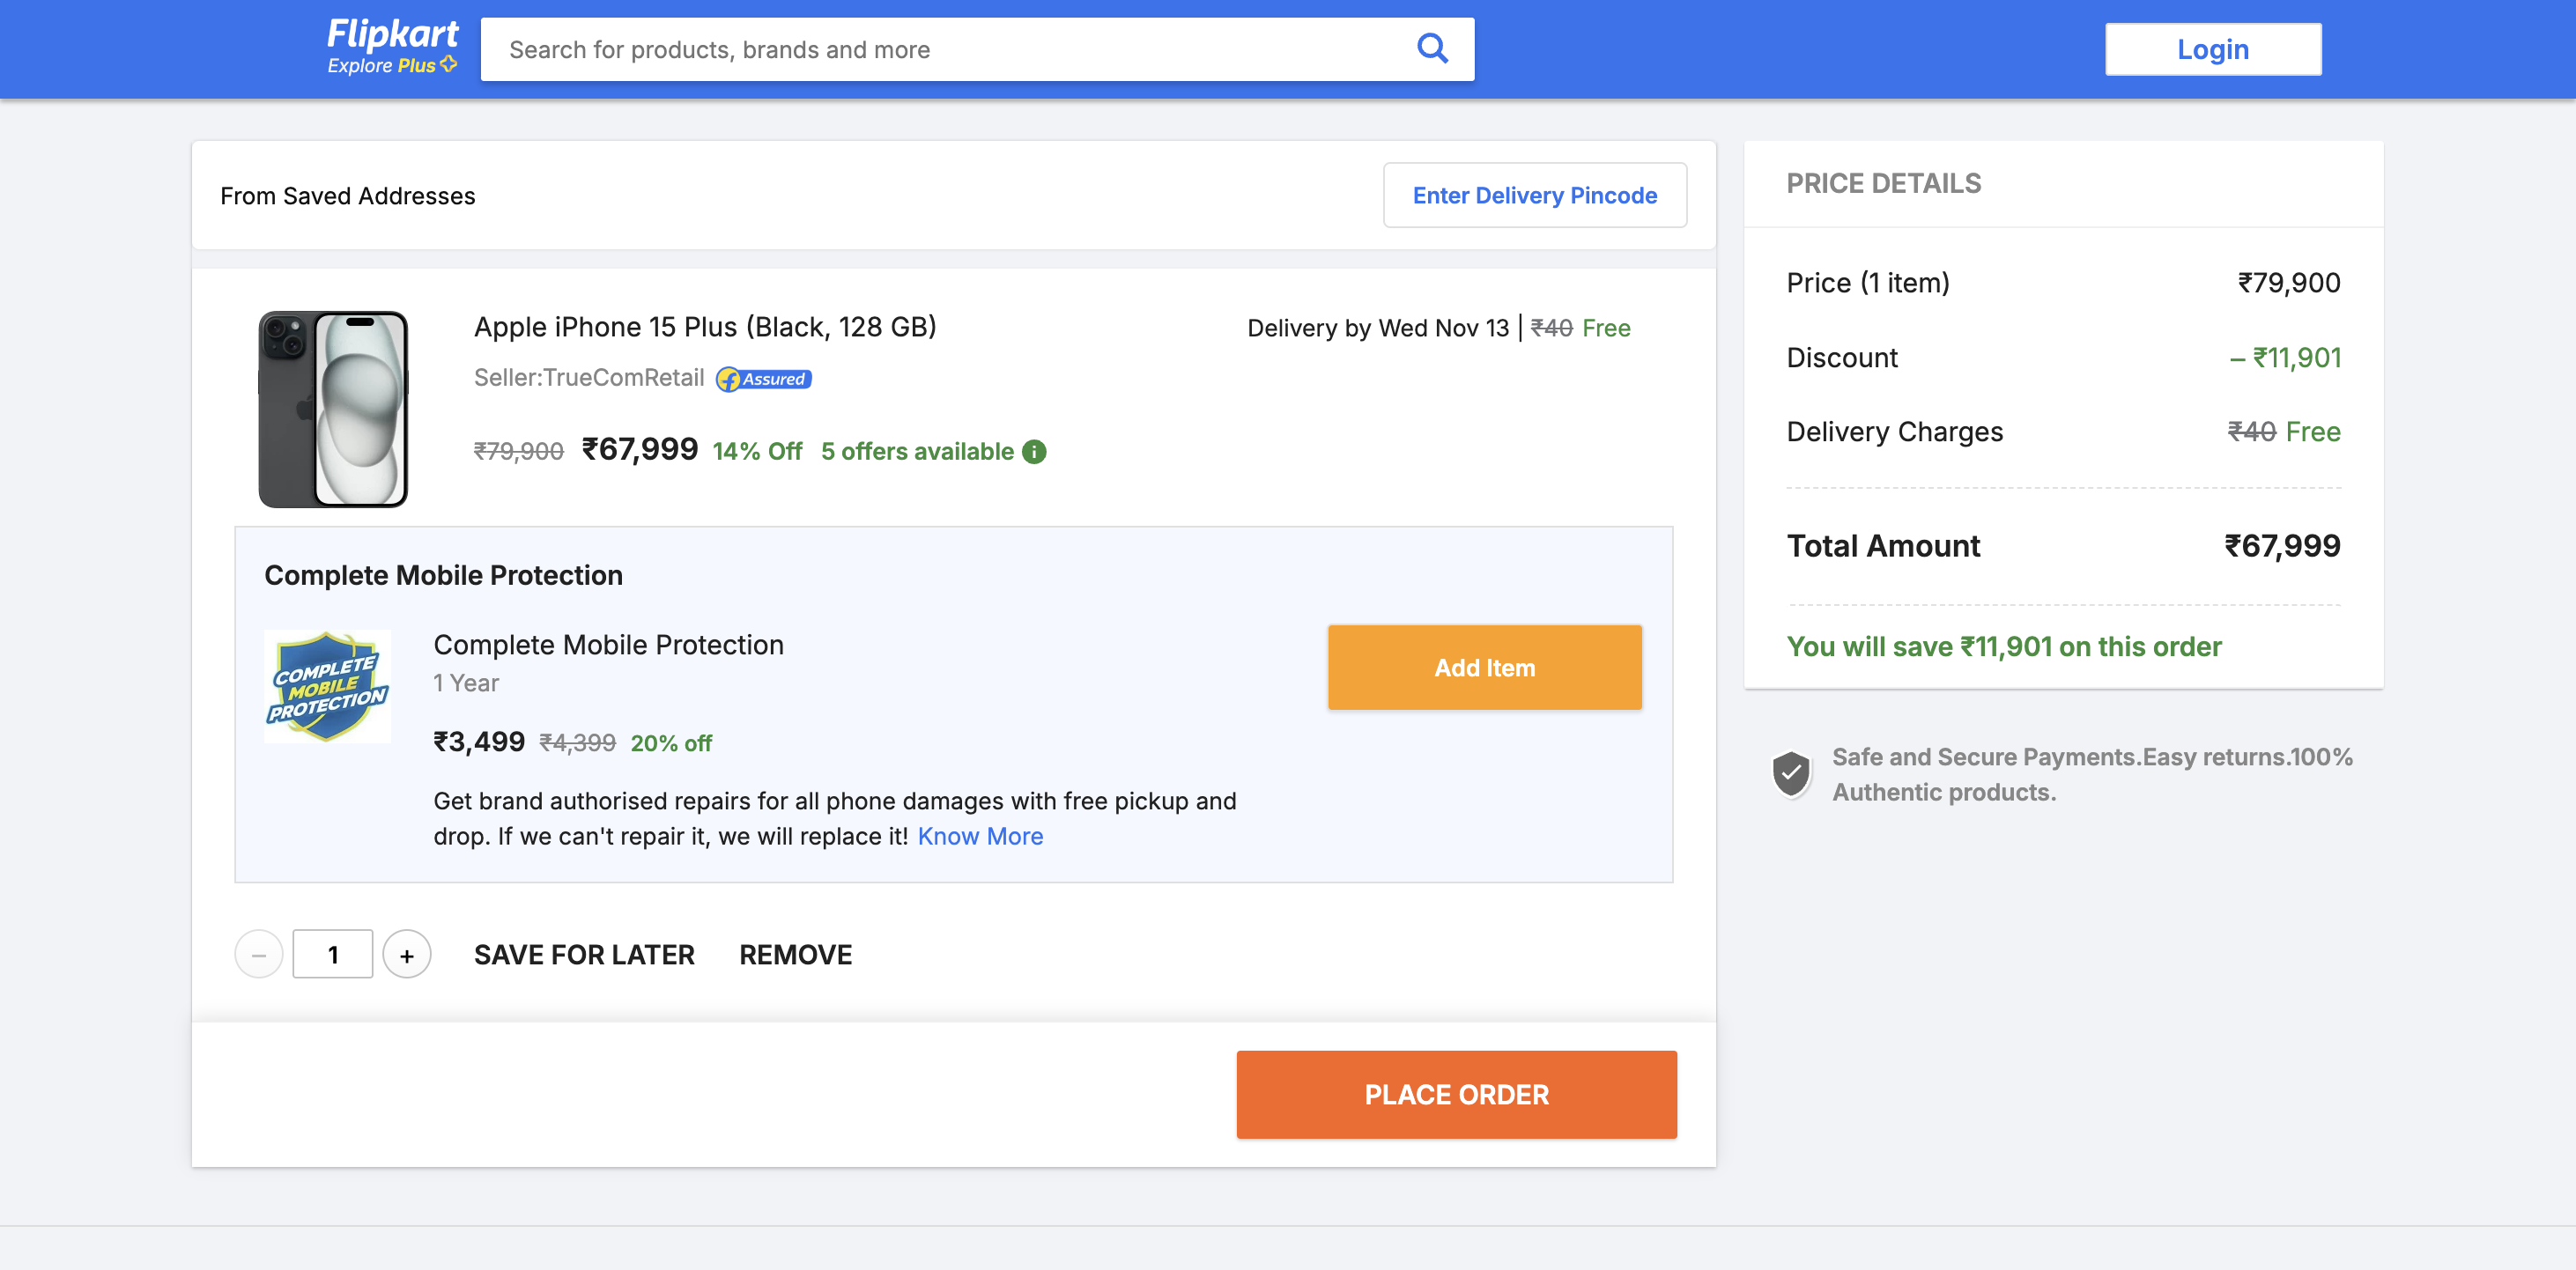 Flipkart
Explore Plus
Search for products, brands and more
Login
From Saved Addresses
Enter Delivery Pincode
Apple iPhone 15 Plus (Black, 128 GB)
Delivery by Wed Nov 13 | ₹40 Free
Seller:TrueComRetail Assured
₹79,900 ₹67,999 14% Off 5 offers available
Complete Mobile Protection
COMPLETE
MOBILE
PROTECTION
Complete Mobile Protection
1 Year
₹3,499 ₹4,399 20% off
Get brand authorised repairs for all phone damages with free pickup and
drop. If we can't repair it, we will replace it! Know More
Add Item
1
SAVE FOR LATER
REMOVE
PLACE ORDER
PRICE DETAILS
Price (1 item) ₹79,900
Discount – ₹11,901
Delivery Charges ₹40 Free
Total Amount ₹67,999
You will save ₹11,901 on this order
Safe and Secure Payments.Easy returns.100%
Authentic products.